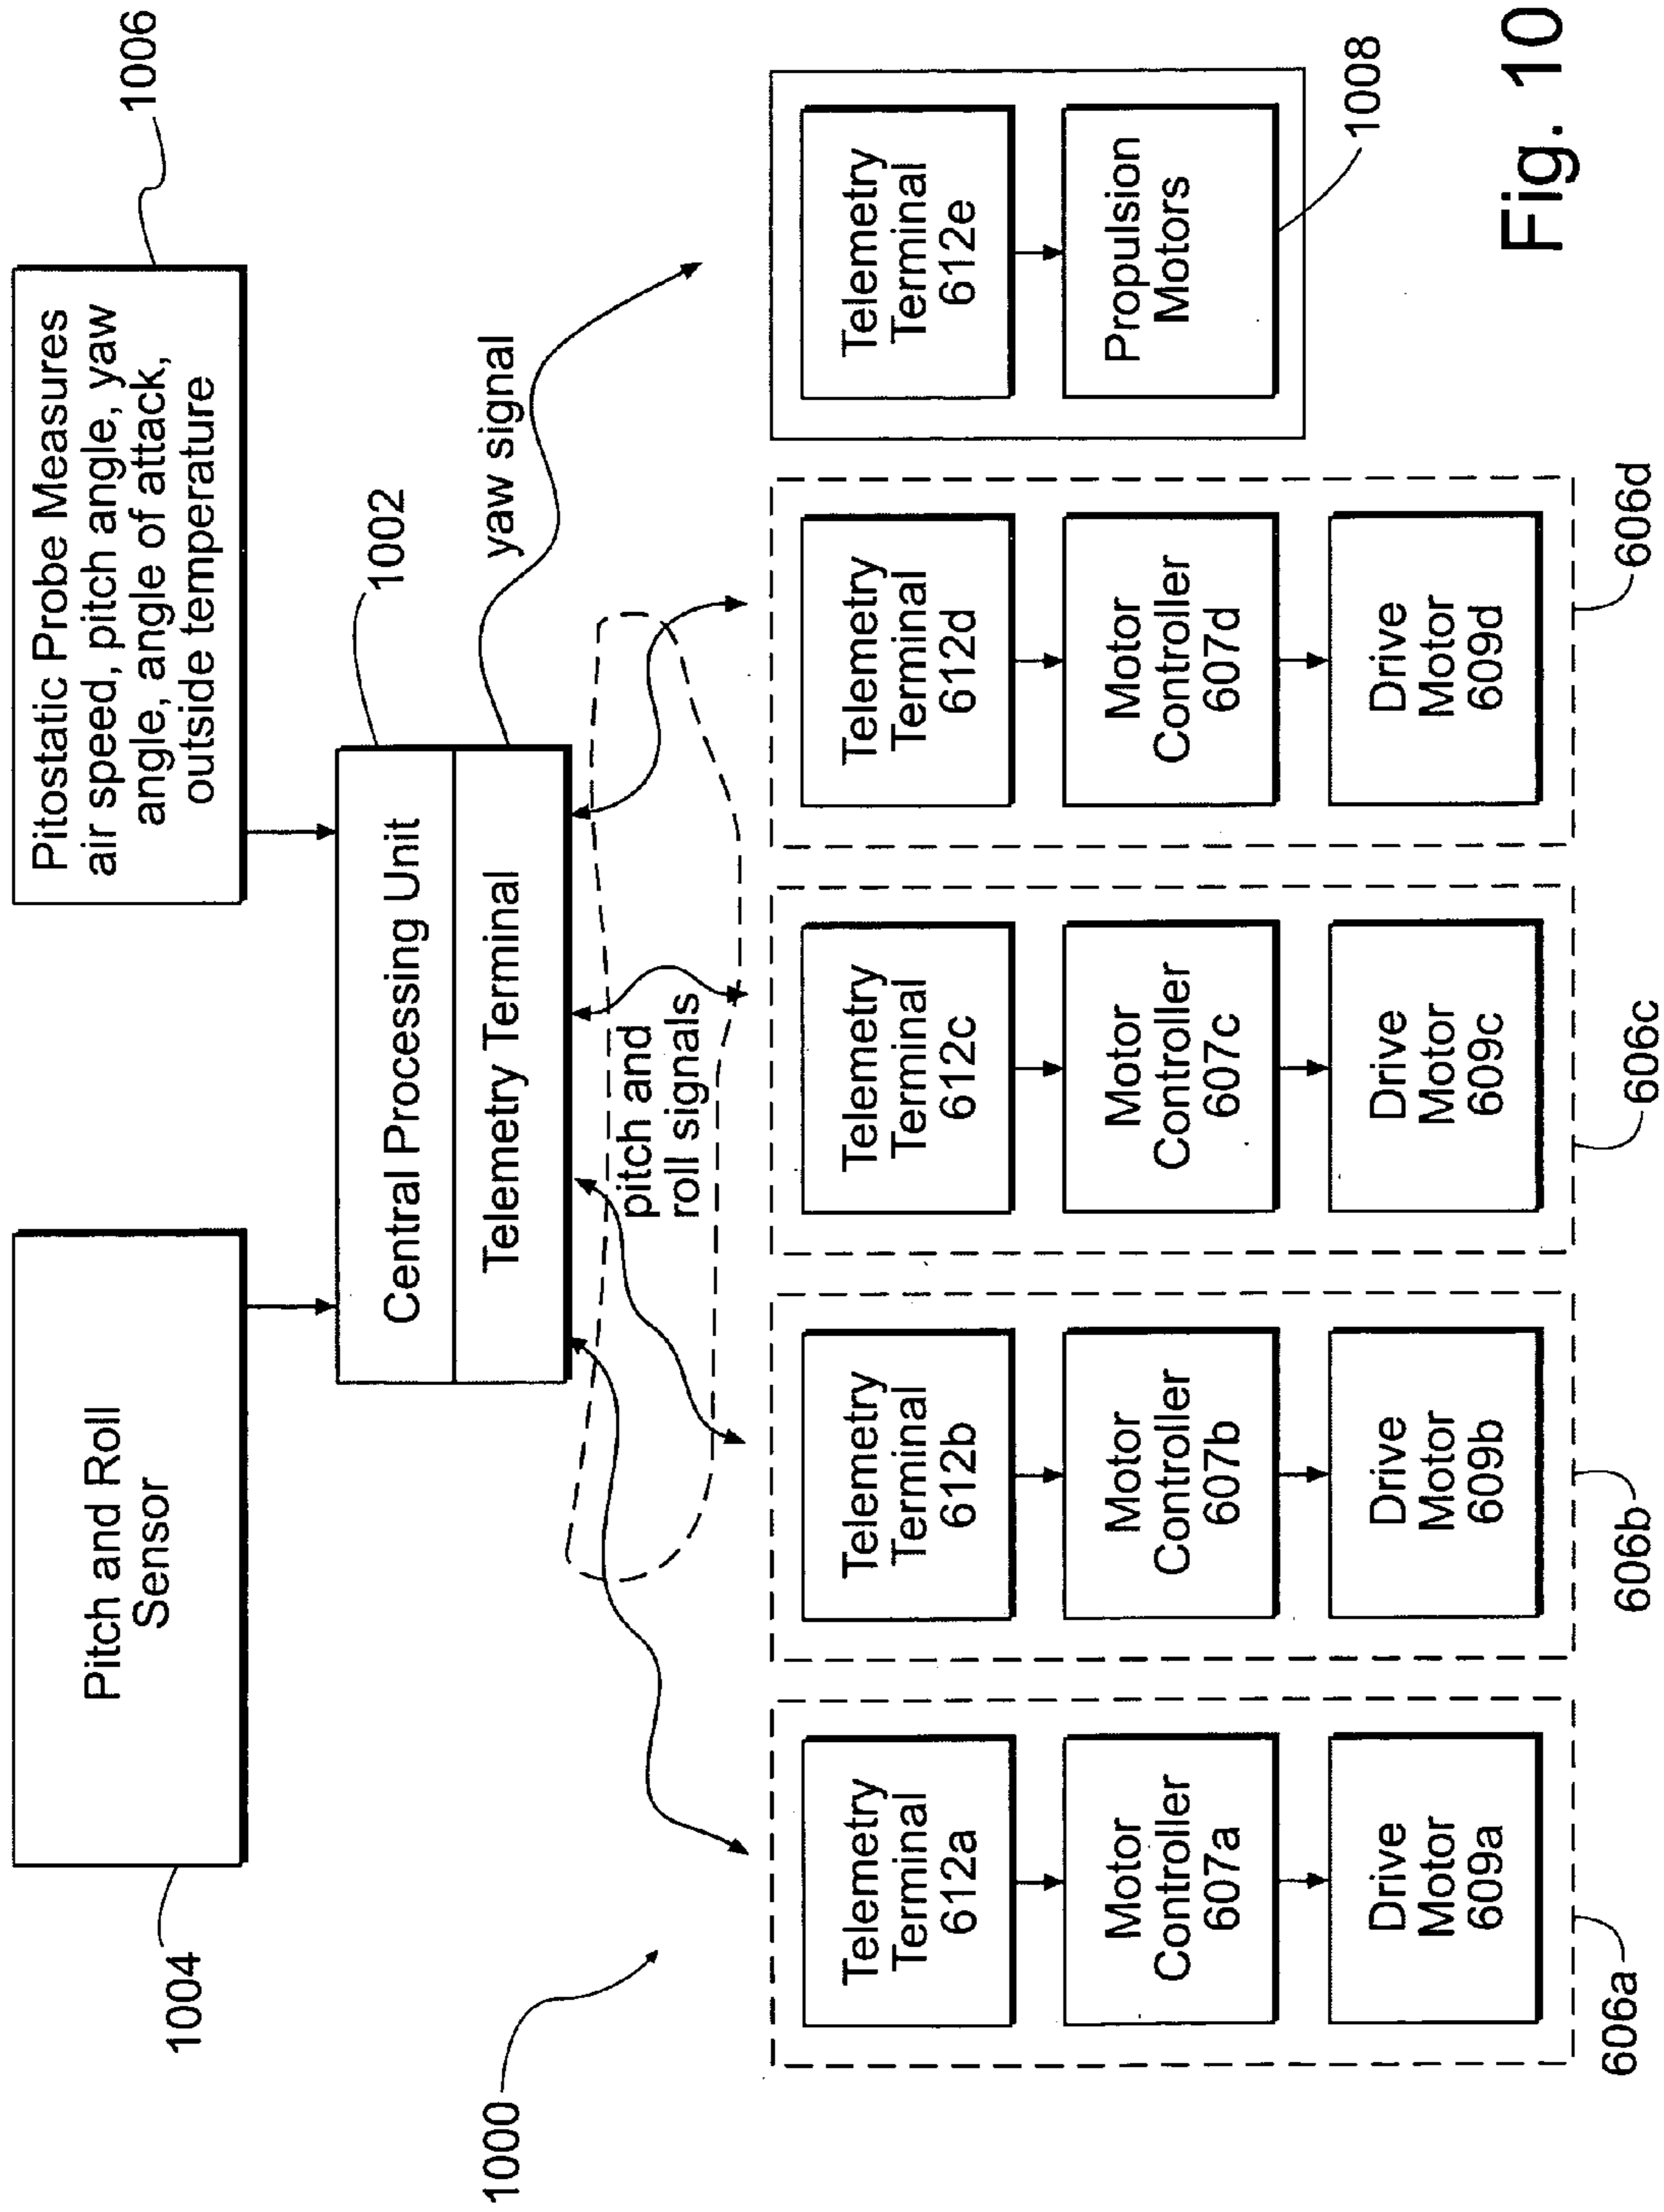 1004
Pitch and Roll
Sensor
Pitostatic Probe Measures
air speed, pitch angle, yaw
angle, angle of attack,
outside temperature
1006
1002
Central Processing Unit
Telemetry Terminal
yaw signal
pitch and
roll signals
1000
Telemetry
Terminal
612a
Motor
Controller
607a
Drive
Motor
609a
606a
Telemetry
Terminal
612b
Motor
Controller
607b
Drive
Motor
609b
606b
Telemetry
Terminal
612c
Motor
Controller
607c
Drive
Motor
609c
606c
Telemetry
Terminal
612d
Motor
Controller
607d
Drive
Motor
609d
606d
Telemetry
Terminal
612e
Propulsion
Motors
1008
Fig. 10